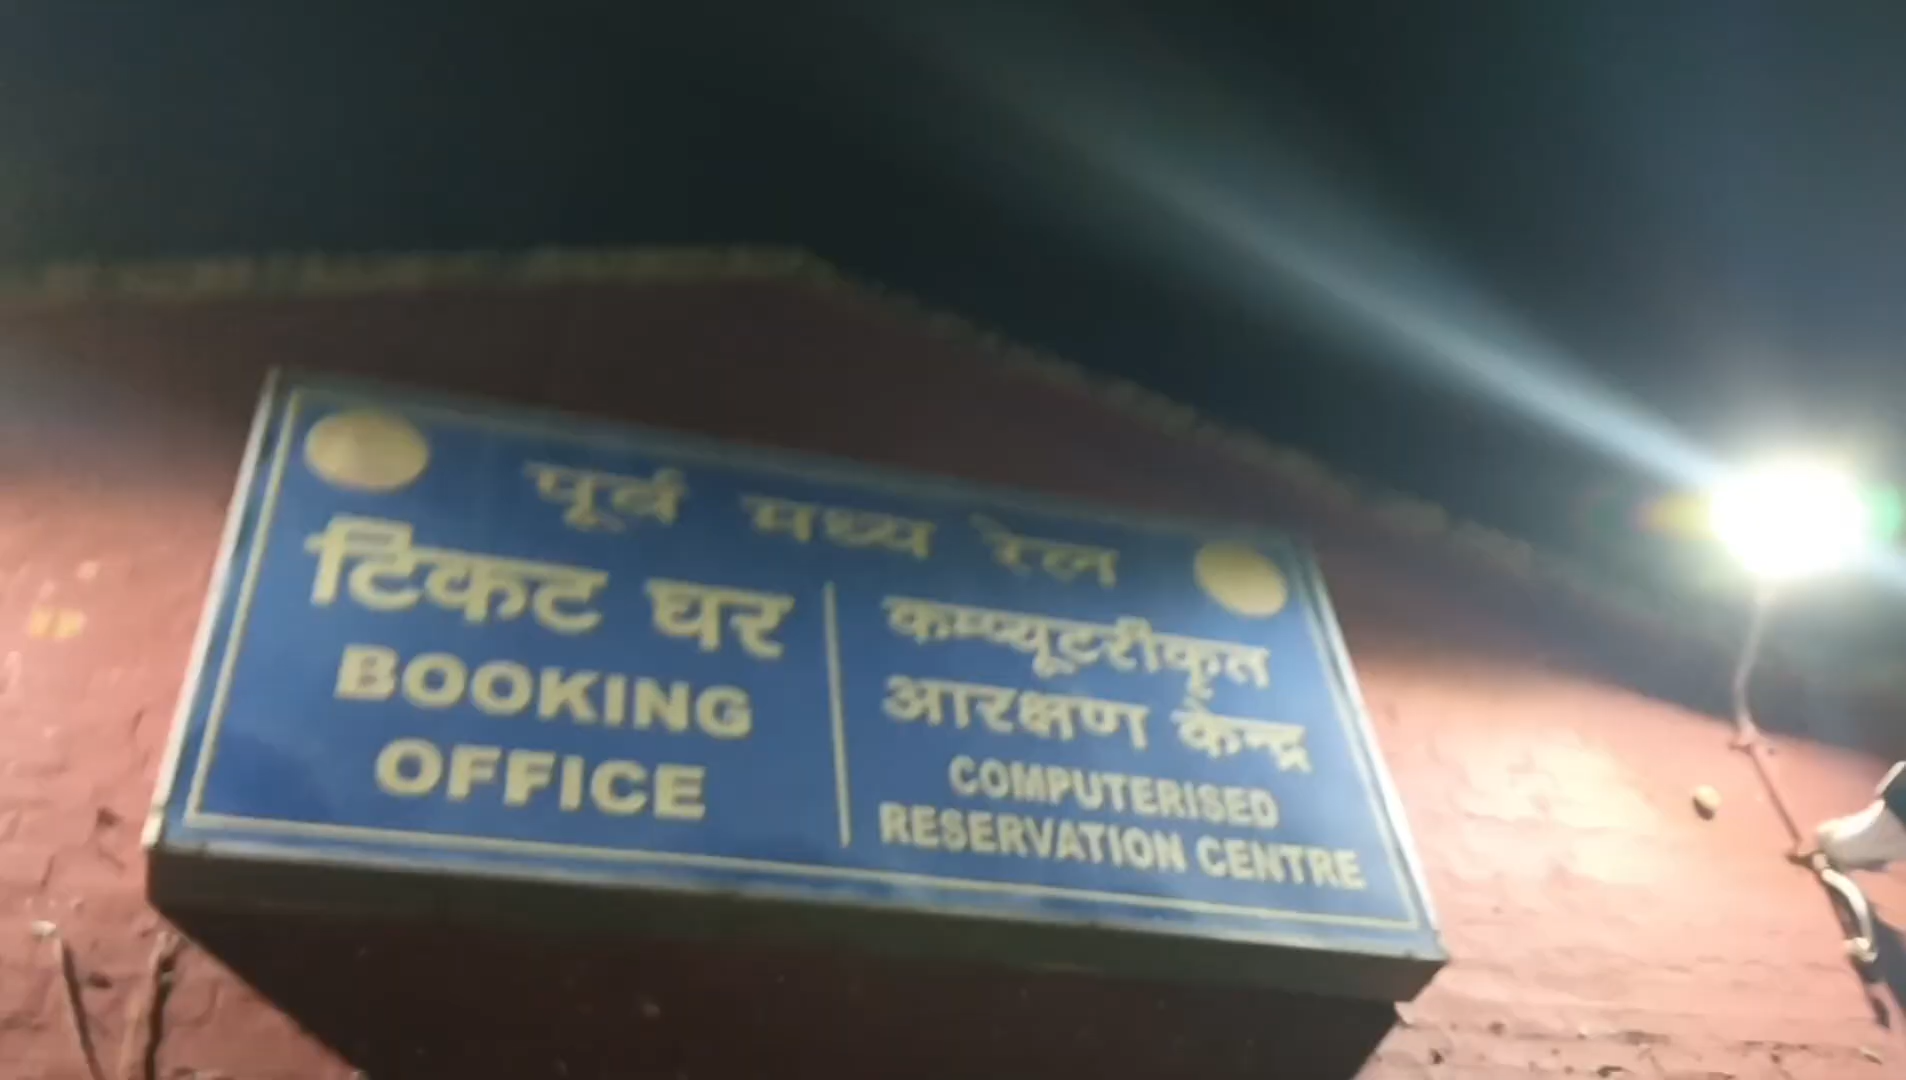 पूर्व मध्य रेल
टिकट घर
BOOKING
OFFICE
कम्प्यूटरीकृत
आरक्षण केन्द्र
COMPUTERISED
RESERVATION CENTRE